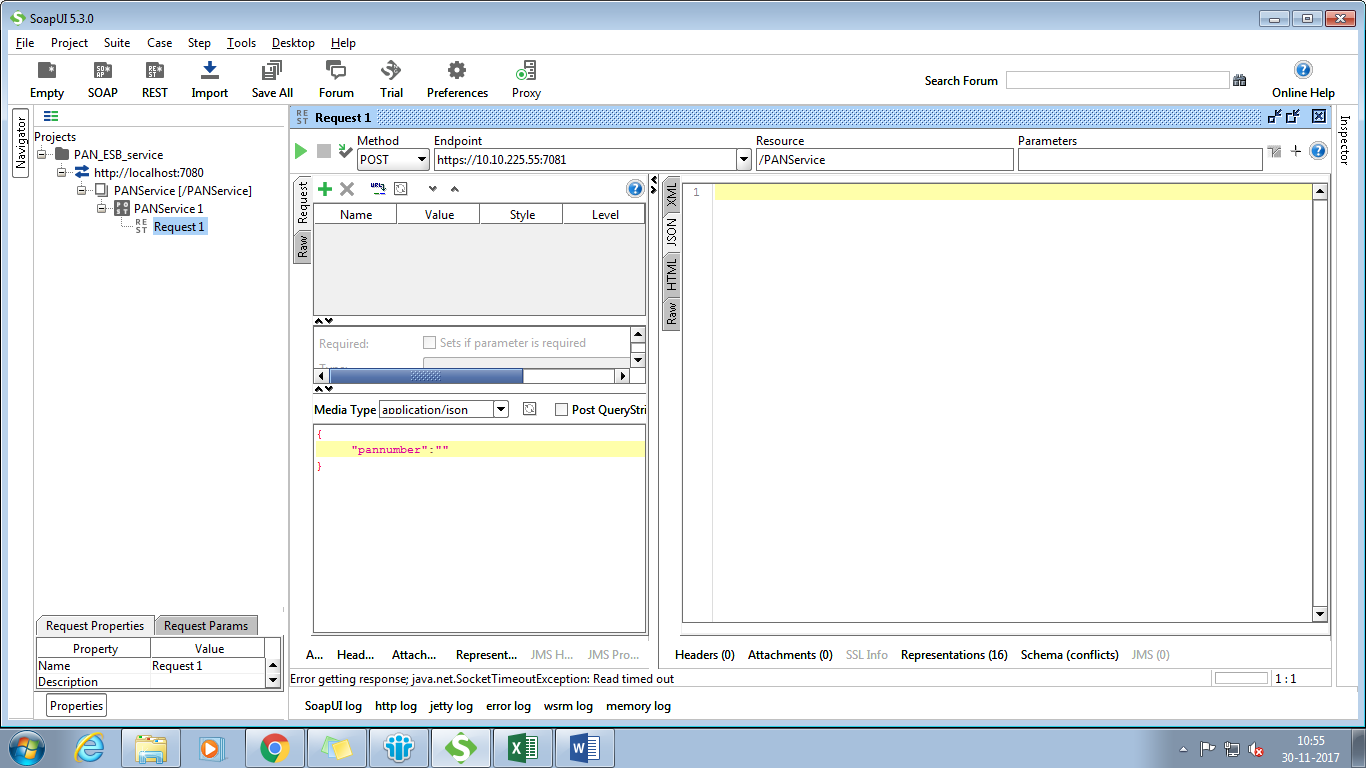 SoapUI 5.3.0
File Project Suite Case Step Tools Desktop Help
Empty SOAP REST Import Save All Forum Trial Preferences Proxy Search Forum Online Help
Navigator
Projects
PAN_ESB_service
http://localhost:7080
PANService [/PANService]
PANService 1
Request 1
Request Properties Request Params
Property Value
Name Request 1
Description
Properties
Request 1
Method Endpoint Resource Parameters
POST https://10.10.225.55:7081 /PANService
Request
Raw
Name Value Style Level
Required: Sets if parameter is required
Media Type application/json Post QueryStri
{
"pannumber":""
}
A... Head... Attach... Represent... JMS H... JMS Pro...
XML
JSON
HTML
Raw
1
Headers (0) Attachments (0) SSL Info Representations (16) Schema (conflicts) JMS (0)
Error getting response; java.net.SocketTimeoutException: Read timed out 1 : 1
SoapUI log http log jetty log error log wsrm log memory log
Inspector
10:55
30-11-2017